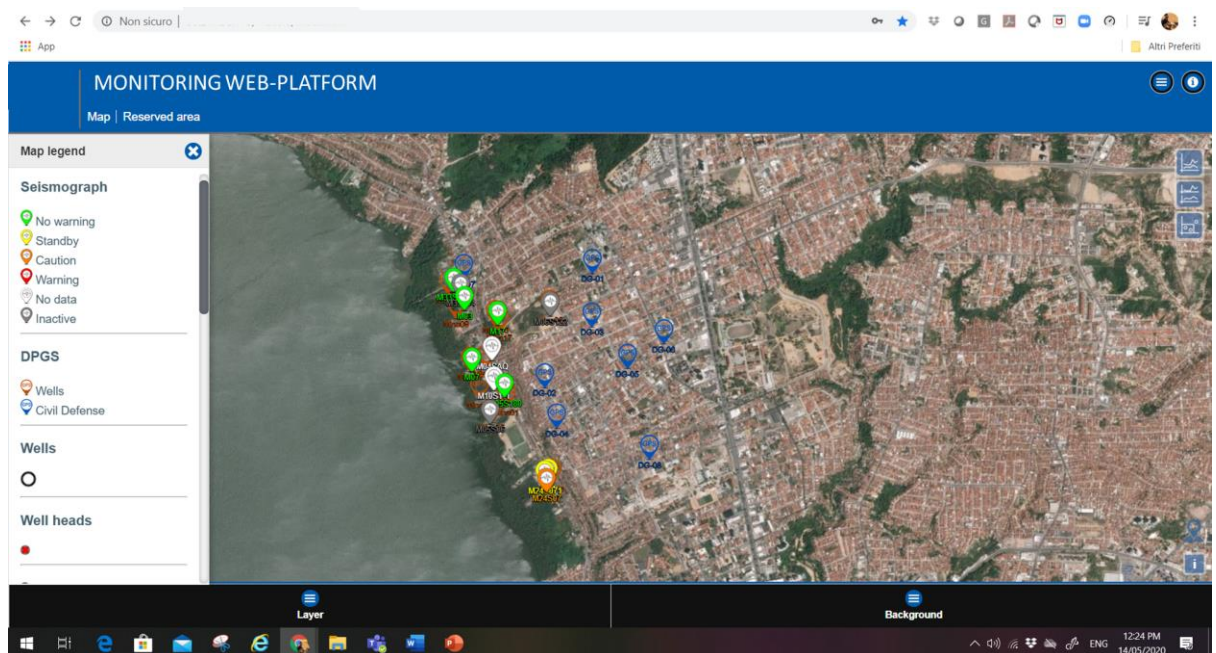 Non sicuro
App
Altri Preferiti
MONITORING WEB-PLATFORM
Map | Reserved area
Map legend
Seismograph
No warning
Standby
Caution
Warning
No data
Inactive
DPGS
Wells
Civil Defense
Wells
Well heads
DG-01
DG-03
DG-06
DG-05
DG-02
DG-04
Layer
Background
ENG
12:24 PM
14/05/2020